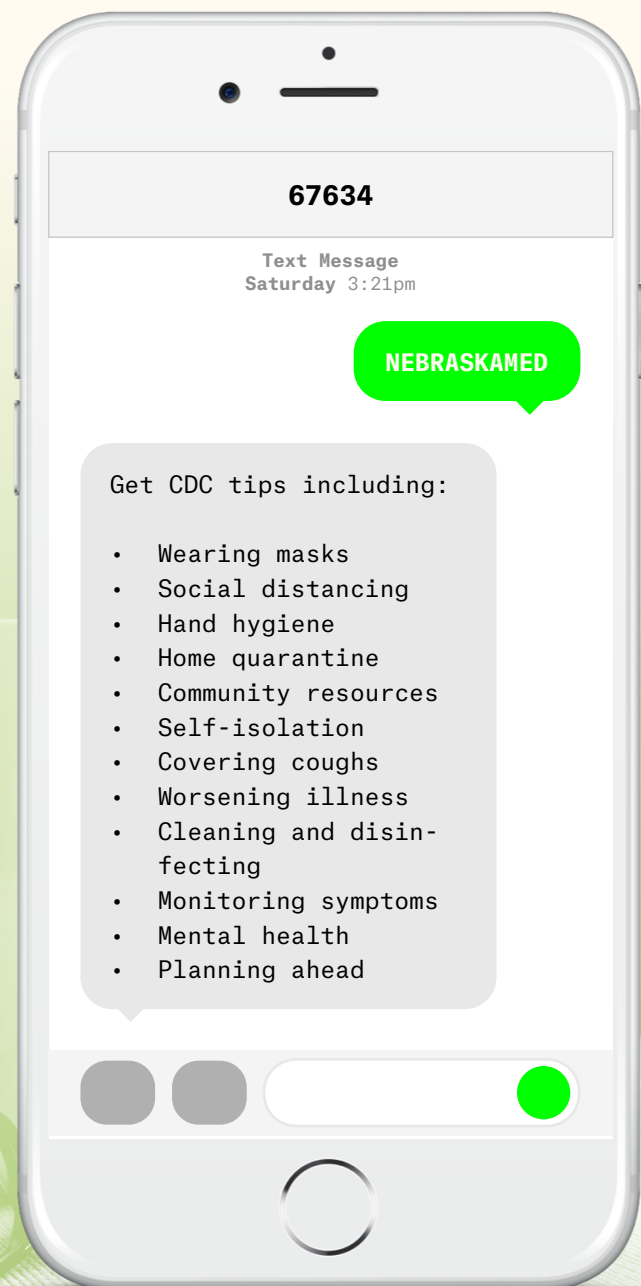 67634
Text Message
Saturday 3:21pm
NEBRASKAMED
Get CDC tips including:
• Wearing masks
• Social distancing
• Hand hygiene
• Home quarantine
• Community resources
• Self-isolation
• Covering coughs
• Worsening illness
• Cleaning and disin-
fecting
• Monitoring symptoms
• Mental health
• Planning ahead